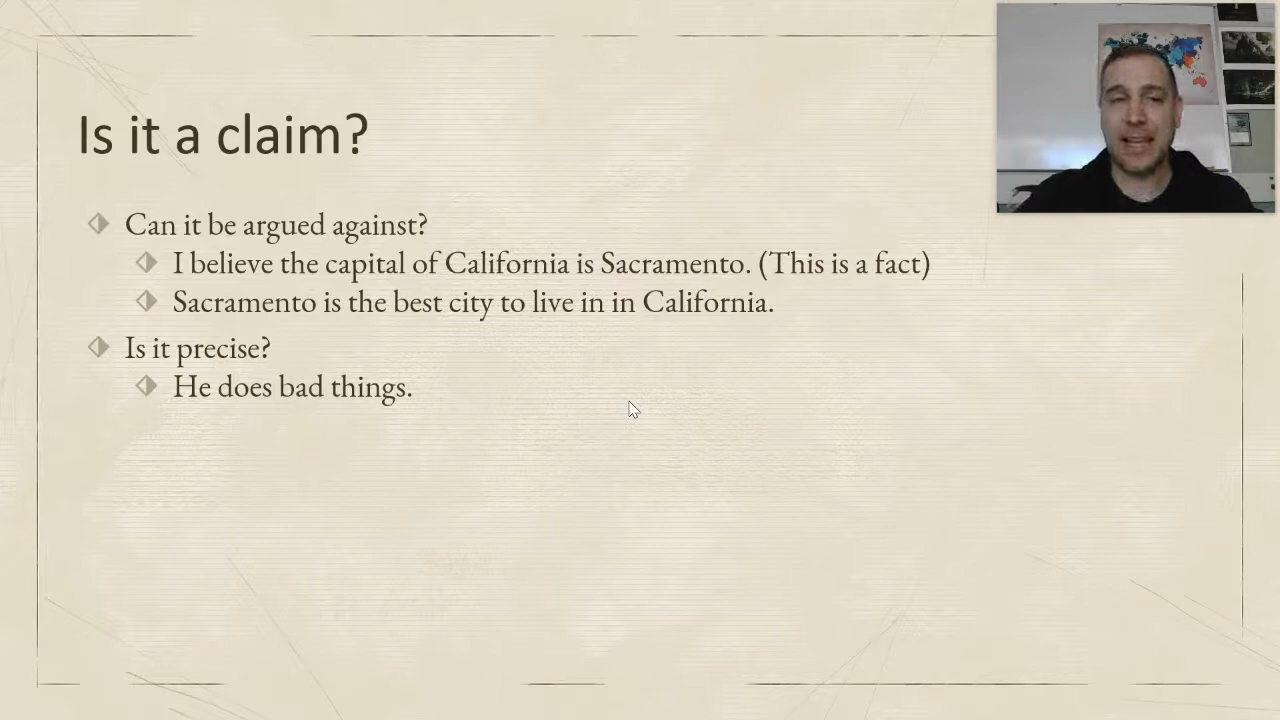 Is it a claim?
Can it be argued against?
I believe the capital of California is Sacramento. (This is a fact)
Sacramento is the best city to live in in California.
Is it precise?
He does bad things.